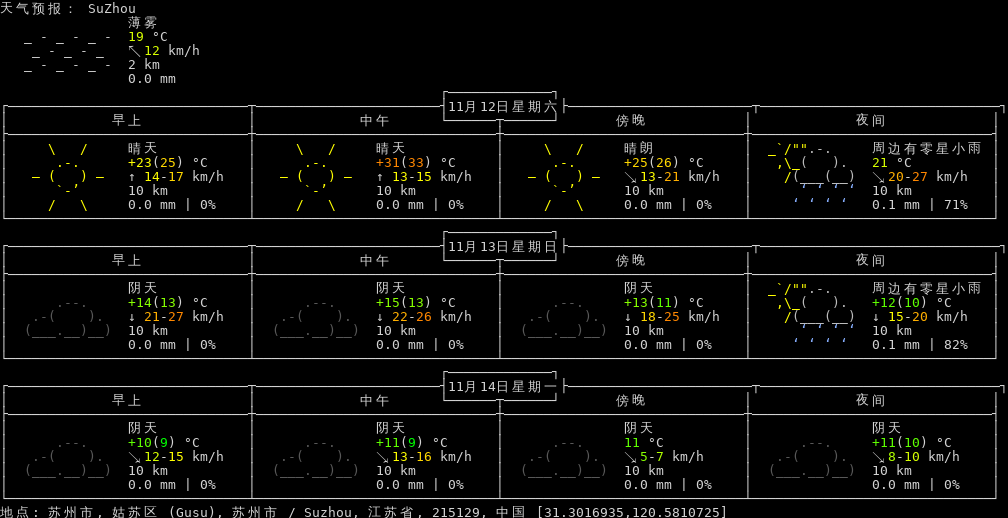 天气预报： SuZhou
薄雾
19 °C
↖ 12 km/h
2 km
0.0 mm
11月12日星期六
早上 中午 傍晚 夜间
晴天 晴天 晴朗 周边有零星小雨
+23(25) °C +31(33) °C +25(26) °C 21 °C
↑ 14-17 km/h ↑ 13-15 km/h ↘ 13-21 km/h ↘ 20-27 km/h
10 km 10 km 10 km 10 km
0.0 mm | 0% 0.0 mm | 0% 0.0 mm | 0% 0.1 mm | 71%
11月13日星期日
早上 中午 傍晚 夜间
阴天 阴天 阴天 周边有零星小雨
+14(13) °C +15(13) °C +13(11) °C +12(10) °C
↓ 21-27 km/h ↓ 22-26 km/h ↓ 18-25 km/h ↓ 15-20 km/h
10 km 10 km 10 km 10 km
0.0 mm | 0% 0.0 mm | 0% 0.0 mm | 0% 0.1 mm | 82%
11月14日星期一
早上 中午 傍晚 夜间
阴天 阴天 阴天 阴天
+10(9) °C +11(9) °C 11 °C +11(10) °C
↘ 12-15 km/h ↘ 13-16 km/h ↘ 5-7 km/h ↘ 8-10 km/h
10 km 10 km 10 km 10 km
0.0 mm | 0% 0.0 mm | 0% 0.0 mm | 0% 0.0 mm | 0%
地点: 苏州市, 姑苏区 (Gusu), 苏州市 / Suzhou, 江苏省, 215129, 中国 [31.3016935,120.5810725]